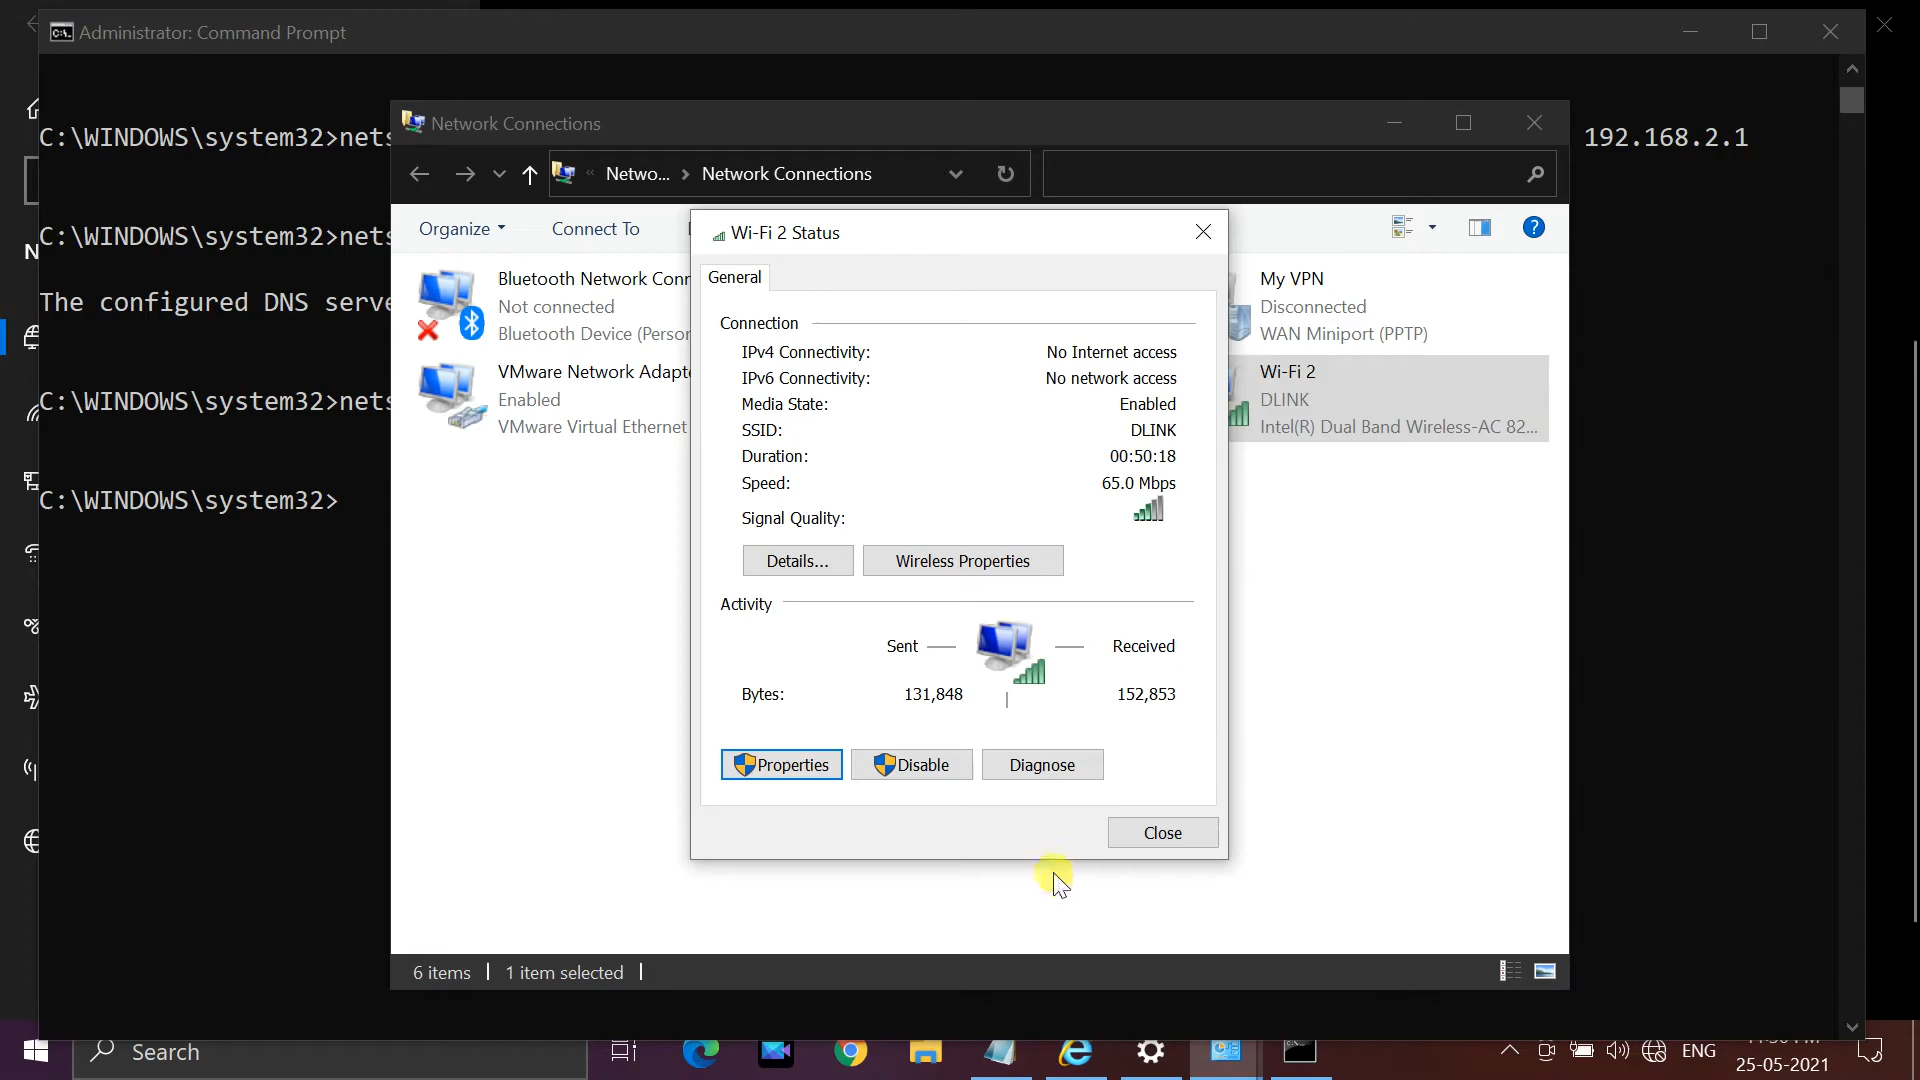 Administrator: Command Prompt
C:\WINDOWS\system32>nets
192.168.2.1
C:\WINDOWS\system32>nets
The configured DNS serve
C:\WINDOWS\system32>nets
C:\WINDOWS\system32>
Network Connections
Netwo... > Network Connections
Organize
Connect To
Bluetooth Network Conn
Not connected
Bluetooth Device (Person
VMware Network Adapte
Enabled
VMware Virtual Ethernet
My VPN
Disconnected
WAN Miniport (PPTP)
Wi-Fi 2
DLINK
Intel(R) Dual Band Wireless-AC 82...
Wi-Fi 2 Status
General
Connection
IPv4 Connectivity: No Internet access
IPv6 Connectivity: No network access
Media State: Enabled
SSID: DLINK
Duration: 00:50:18
Speed: 65.0 Mbps
Signal Quality:
Details... Wireless Properties
Activity
Sent Received
Bytes: 131,848 152,853
Properties Disable Diagnose
Close
6 items 1 item selected
Search
ENG
25-05-2021